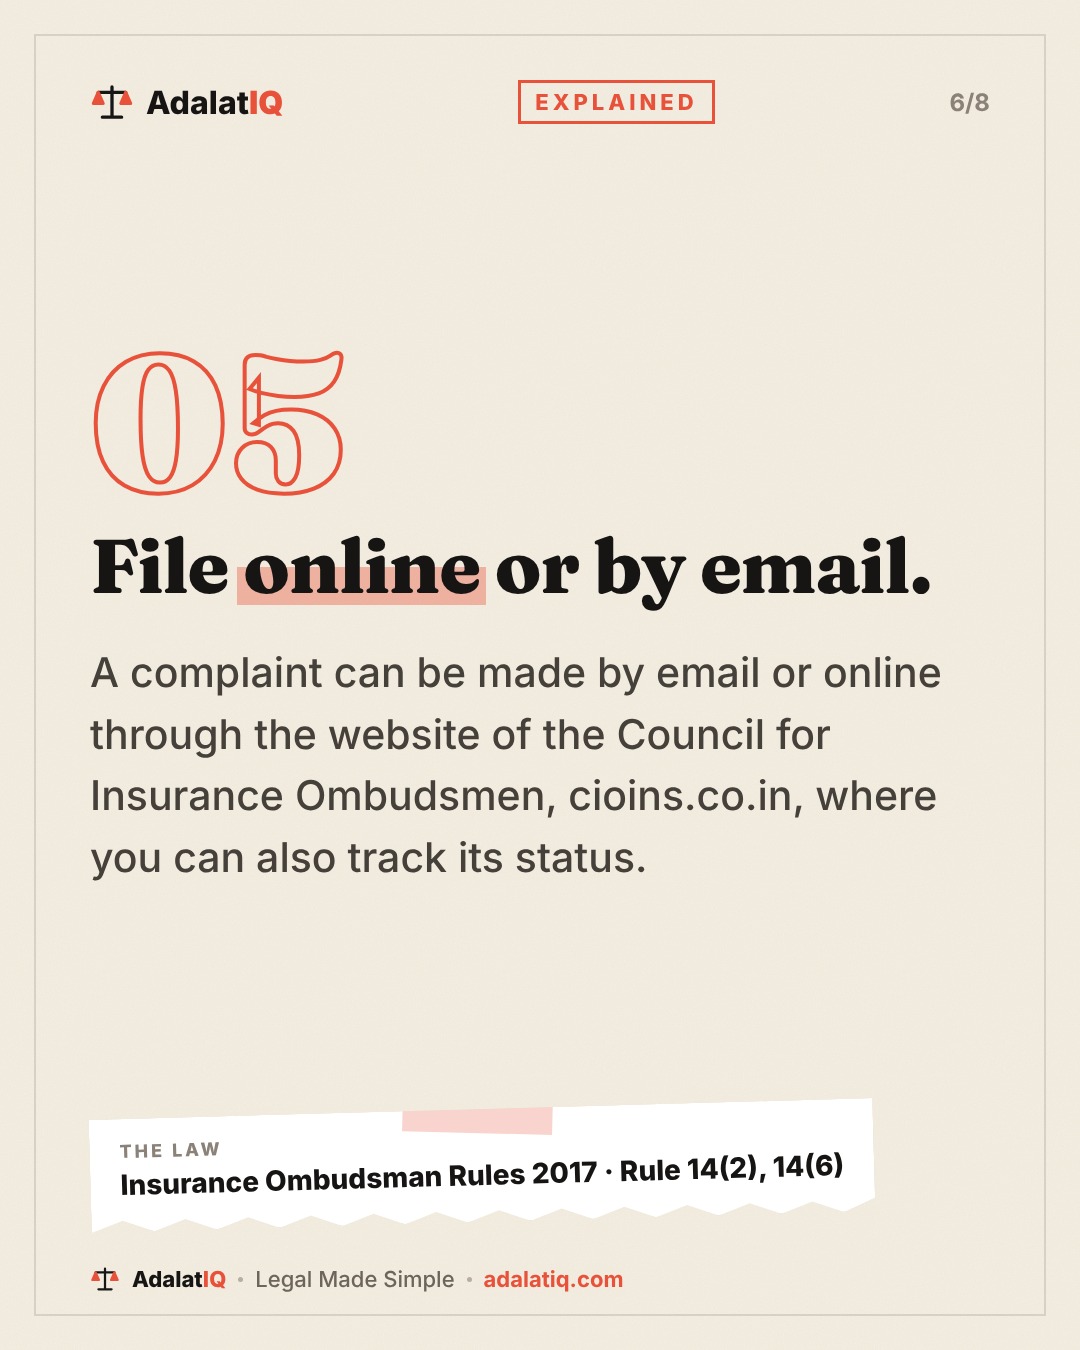 AdalatIQ
EXPLAINED
6/8
05
File online or by email.
A complaint can be made by email or online
through the website of the Council for
Insurance Ombudsmen, cioins.co.in, where
you can also track its status.
THE LAW
Insurance Ombudsman Rules 2017 · Rule 14(2), 14(6)
AdalatIQ • Legal Made Simple • adalatiq.com